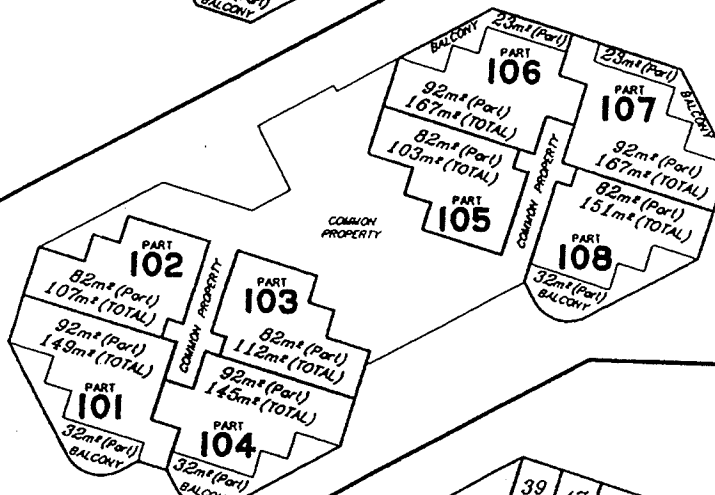 (Part)
BALCONY
BALCONY
23m² (Part)
PART
106
92m² (Part)
167m² (TOTAL)
23m² (Part)
BALCONY
PART
107
92m² (Part)
167m² (TOTAL)
82m² (Part)
103m² (TOTAL)
PART
105
COMMON PROPERTY
82m² (Part)
151m² (TOTAL)
PART
108
32m² (Part)
BALCONY
COMMON
PROPERTY
PART
102
82m² (Part)
107m² (TOTAL)
COMMON PROPERTY
PART
103
82m² (Part)
112m² (TOTAL)
92m² (Part)
149m² (TOTAL)
PART
101
32m² (Part)
BALCONY
92m² (Part)
145m² (TOTAL)
PART
104
32m² (Part)
BALCONY
39